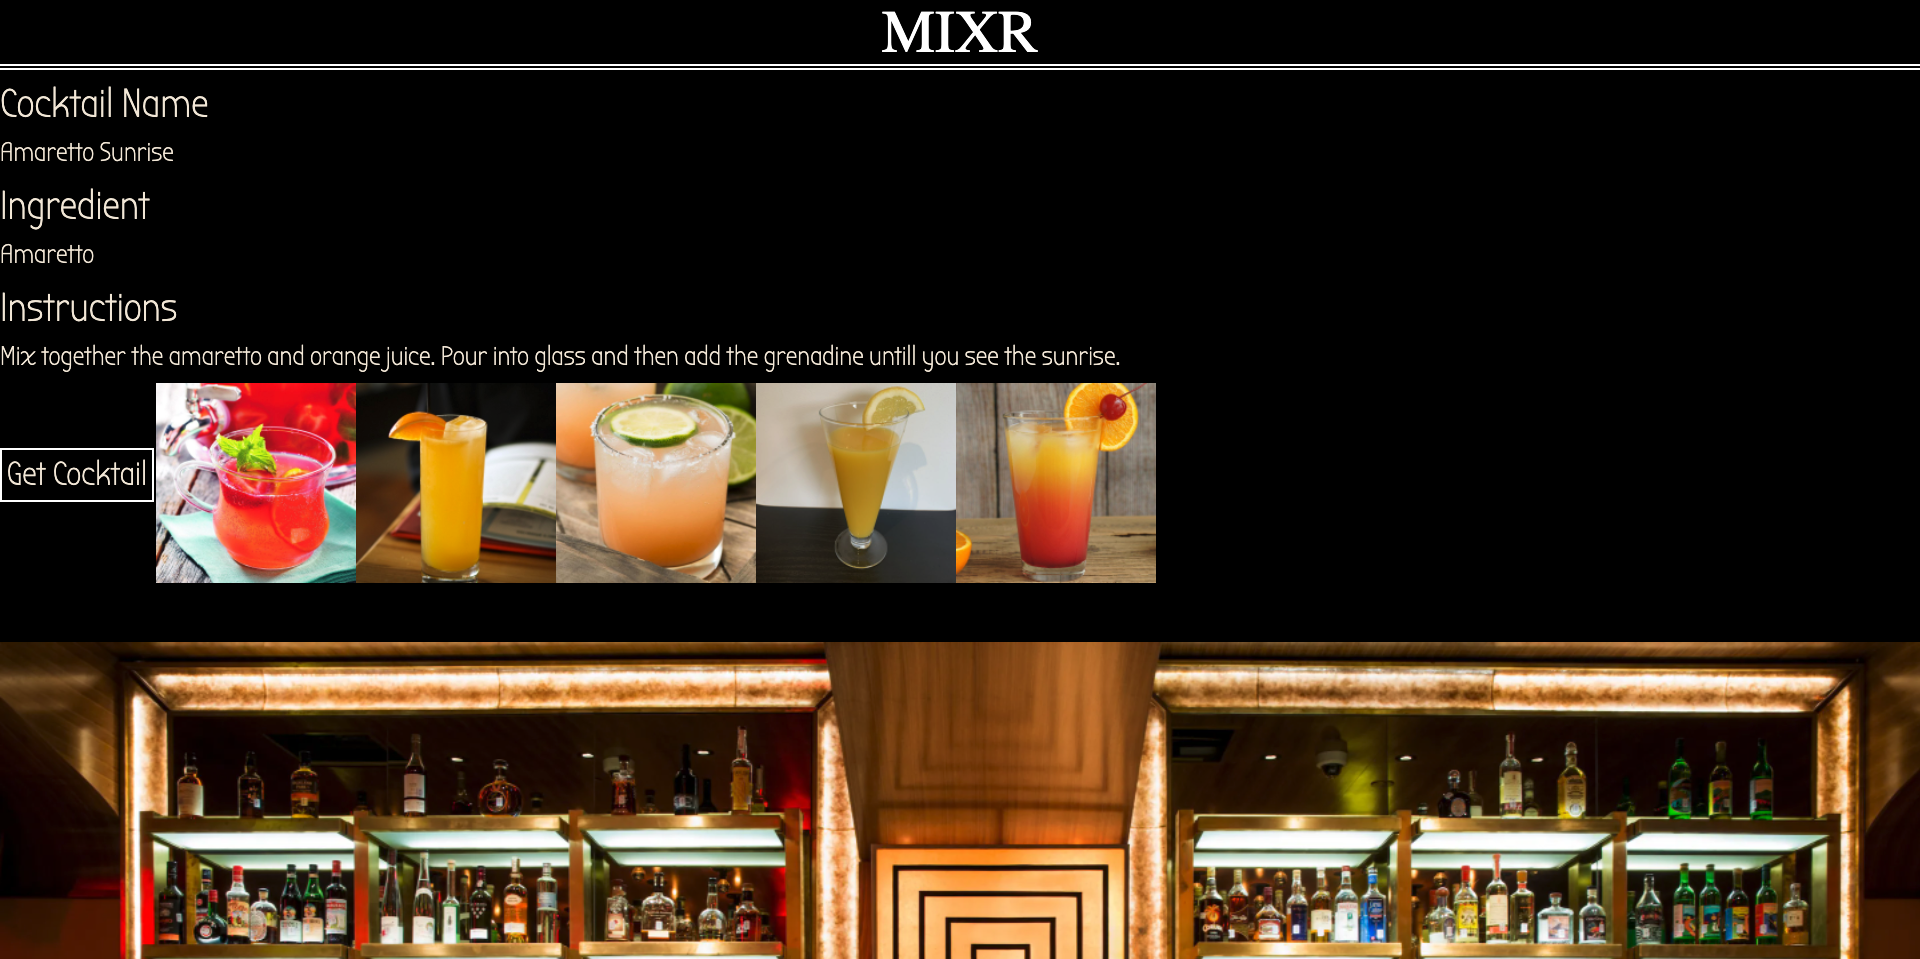 MIXR
Cocktail Name
Amaretto Sunrise
Ingredient
Amaretto
Instructions
Mix together the amaretto and orange juice. Pour into glass and then add the grenadine untill you see the sunrise.
Get Cocktail